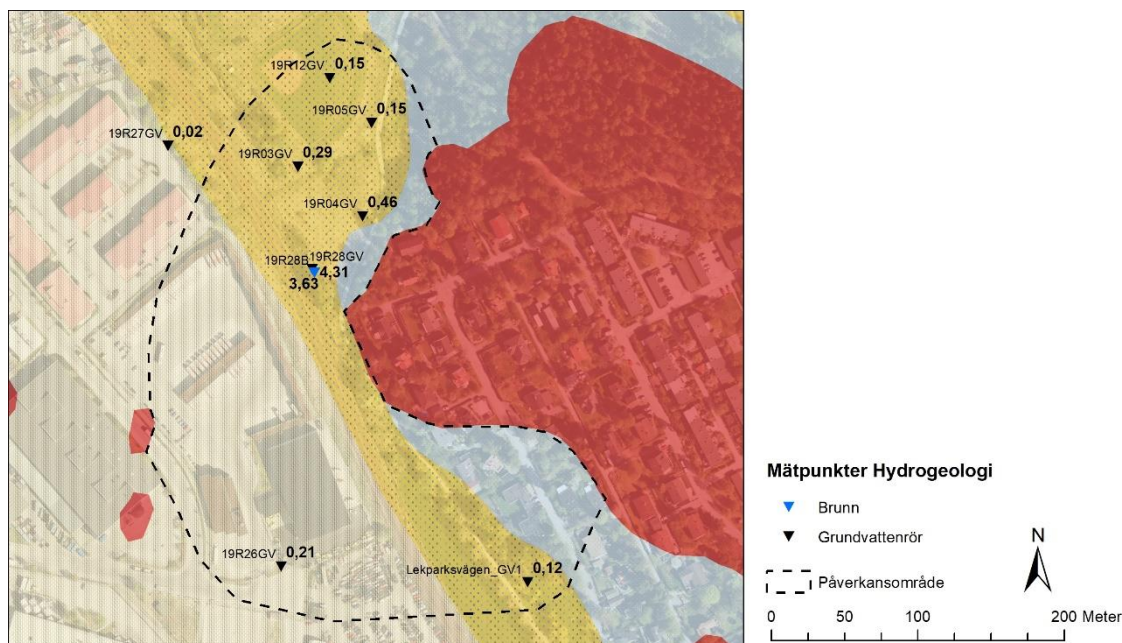 19R12GV 0,15
19R05GV 0,15
19R27GV 0,02
19R03GV 0,29
19R04GV 0,46
19R28B 19R28GV
4,31
3,63
19R26GV 0,21
Lekparksvägen_GV1 0,12
Mätpunkter Hydrogeologi
Brunn
Grundvattenrör
N
Påverkansområde
0 50 100 200 Meter